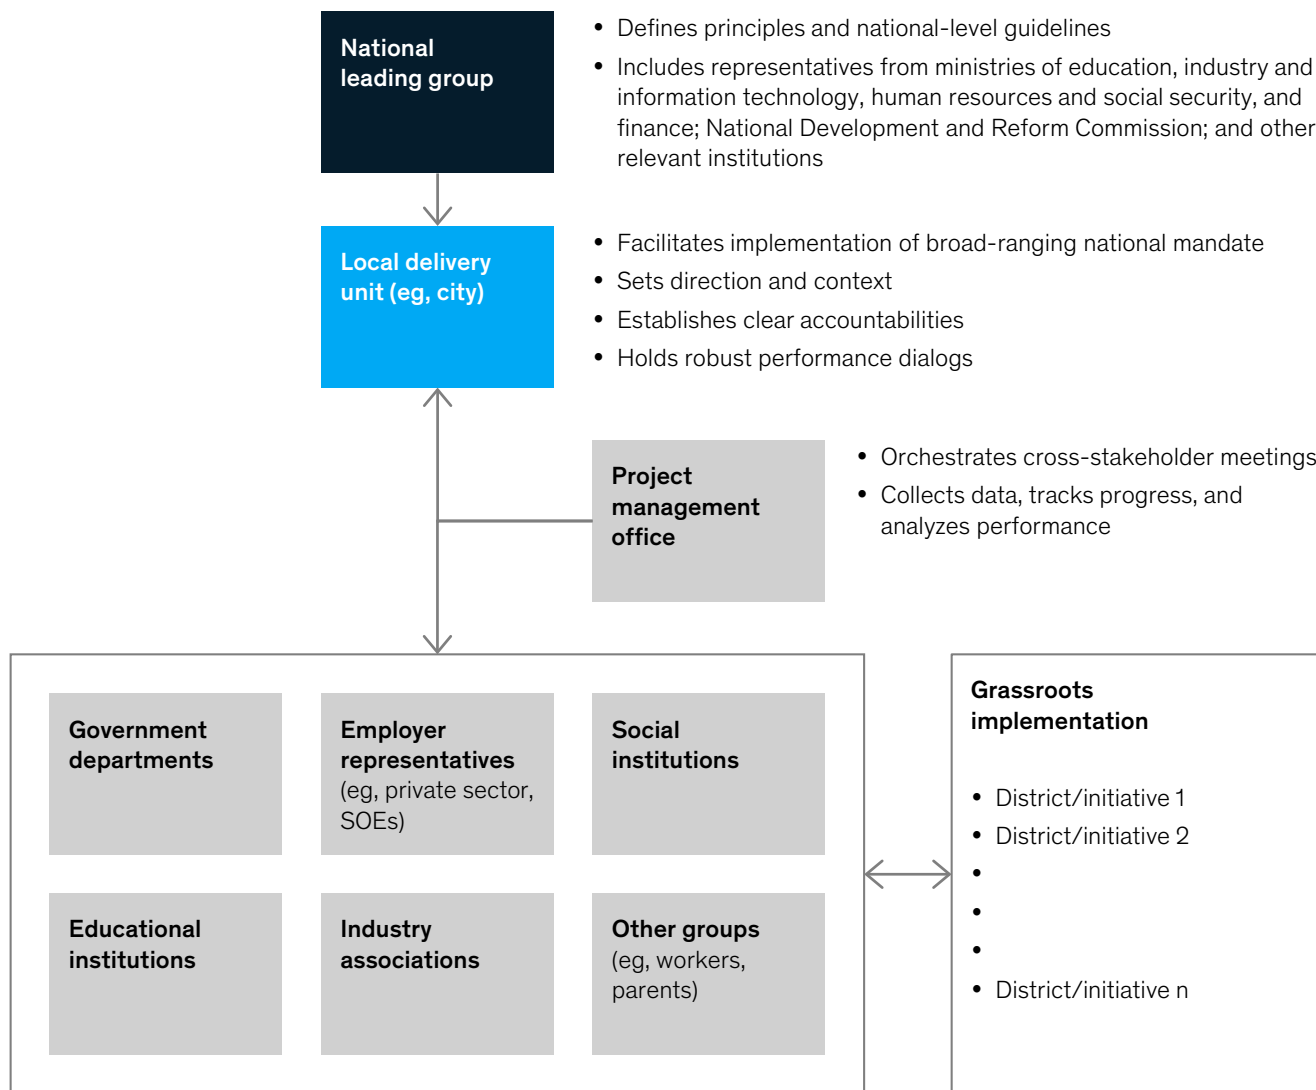 National
leading group
• Defines principles and national-level guidelines
• Includes representatives from ministries of education, industry and
information technology, human resources and social security, and
finance; National Development and Reform Commission; and other
relevant institutions
Local delivery
unit (eg, city)
• Facilitates implementation of broad-ranging national mandate
• Sets direction and context
• Establishes clear accountabilities
• Holds robust performance dialogs
Project
management
office
• Orchestrates cross-stakeholder meetings
• Collects data, tracks progress, and
analyzes performance
Government
departments
Employer
representatives
(eg, private sector,
SOEs)
Social
institutions
Educational
institutions
Industry
associations
Other groups
(eg, workers,
parents)
Grassroots
implementation
• District/initiative 1
• District/initiative 2
•
•
•
• District/initiative n